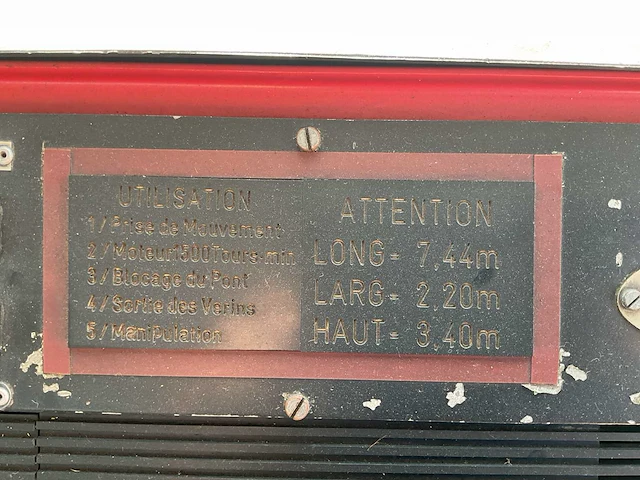 UTILISATION
1/Prise de Mouvement
2/Moteur1500Tours-min
3/Blocage du Pont
4/Sortie des Verins
5/Manipulation
ATTENTION
LONG= 7,44m
LARG= 2,20m
HAUT= 3,40m